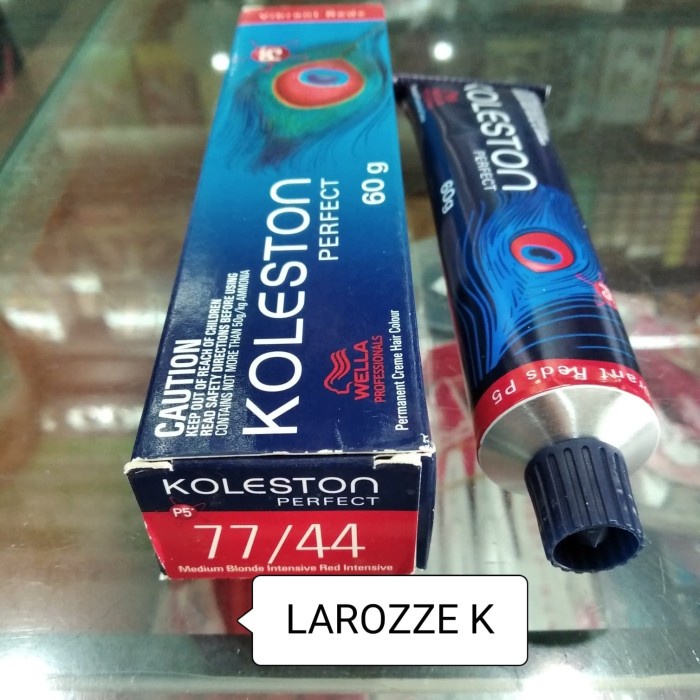 Vibrant Reds
KOLESTON
PERFECT
60 g
CAUTION
KEEP OUT OF REACH OF CHILDREN
READ SAFETY DIRECTIONS BEFORE USING
CONTAINS NOT MORE THAN 50g/kg AMMONIA
WELLA
PROFESSIONALS
Permanent Creme Hair Colour
KOLESTON
PERFECT
P5
77/44
Medium Blonde Intensive Red Intensive
KOLESTON
PERFECT
60g
Reds P5
LAROZZE K